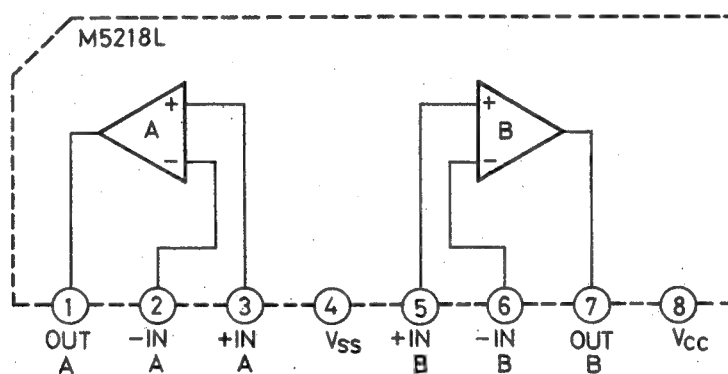 M5218L
+ +
A B
− −
1 2 3 4 5 6 7 8
OUT −IN +IN VSS +IN −IN OUT VCC
A A A B B B